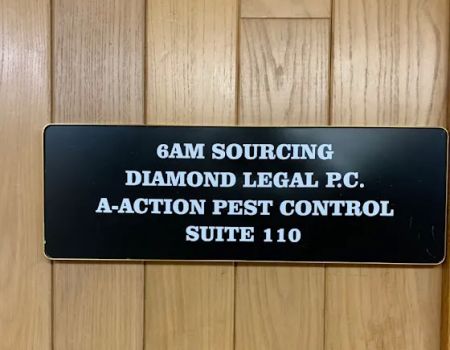 6AM SOURCING
DIAMOND LEGAL P.C.
A-ACTION PEST CONTROL
SUITE 110